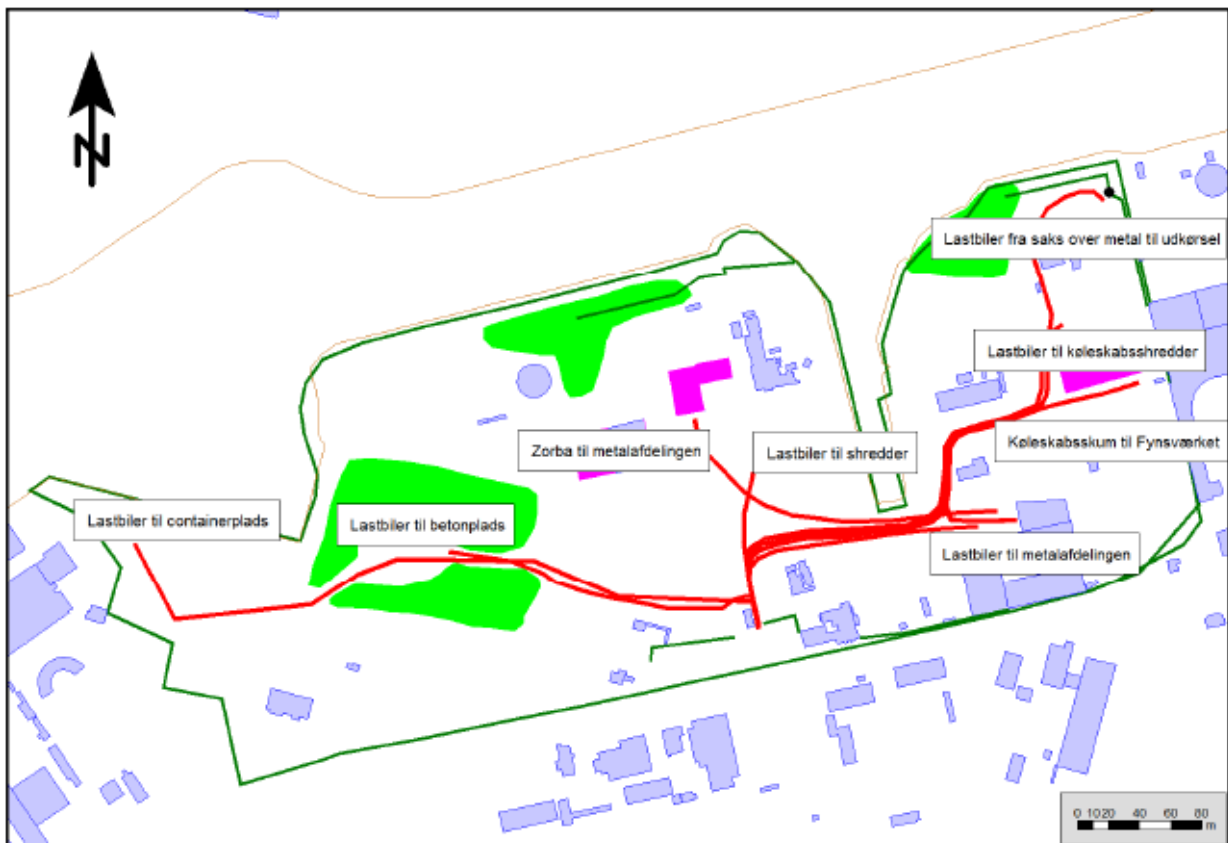 N
Lastbiler fra saks over metal til udkørsel
Lastbiler til køleskabsshredder
Zorba til metalafdelingen
Lastbiler til shredder
Køleskabsskum til Fynsværket
Lastbiler til containerplads
Lastbiler til betonplads
Lastbiler til metalafdelingen
0 10 20 40 60 80
m